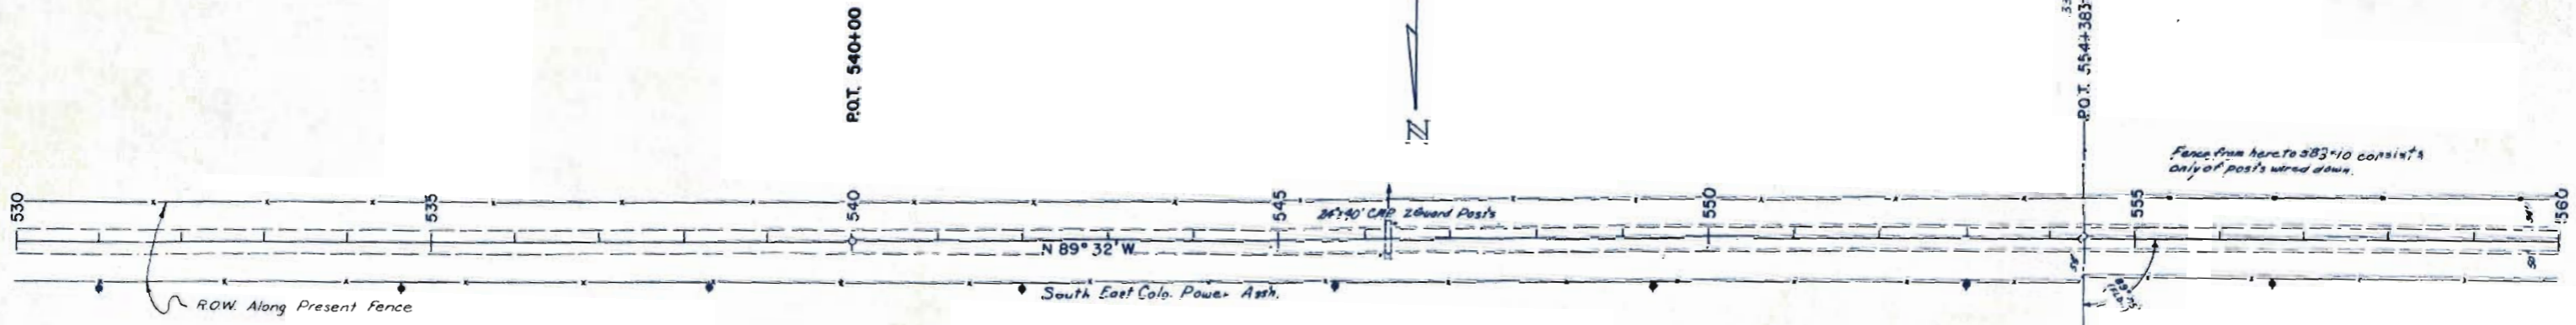 P.O.T. 540+00
P.O.T. 554+383
N
Fence from here to 583+10 consists
only of posts wired down.
530
535
540
545
550
555
560
24"x40' CMP 2 Guard Posts
N 89° 32' W
South East Colo. Power Assn.
R.O.W. Along Present Fence